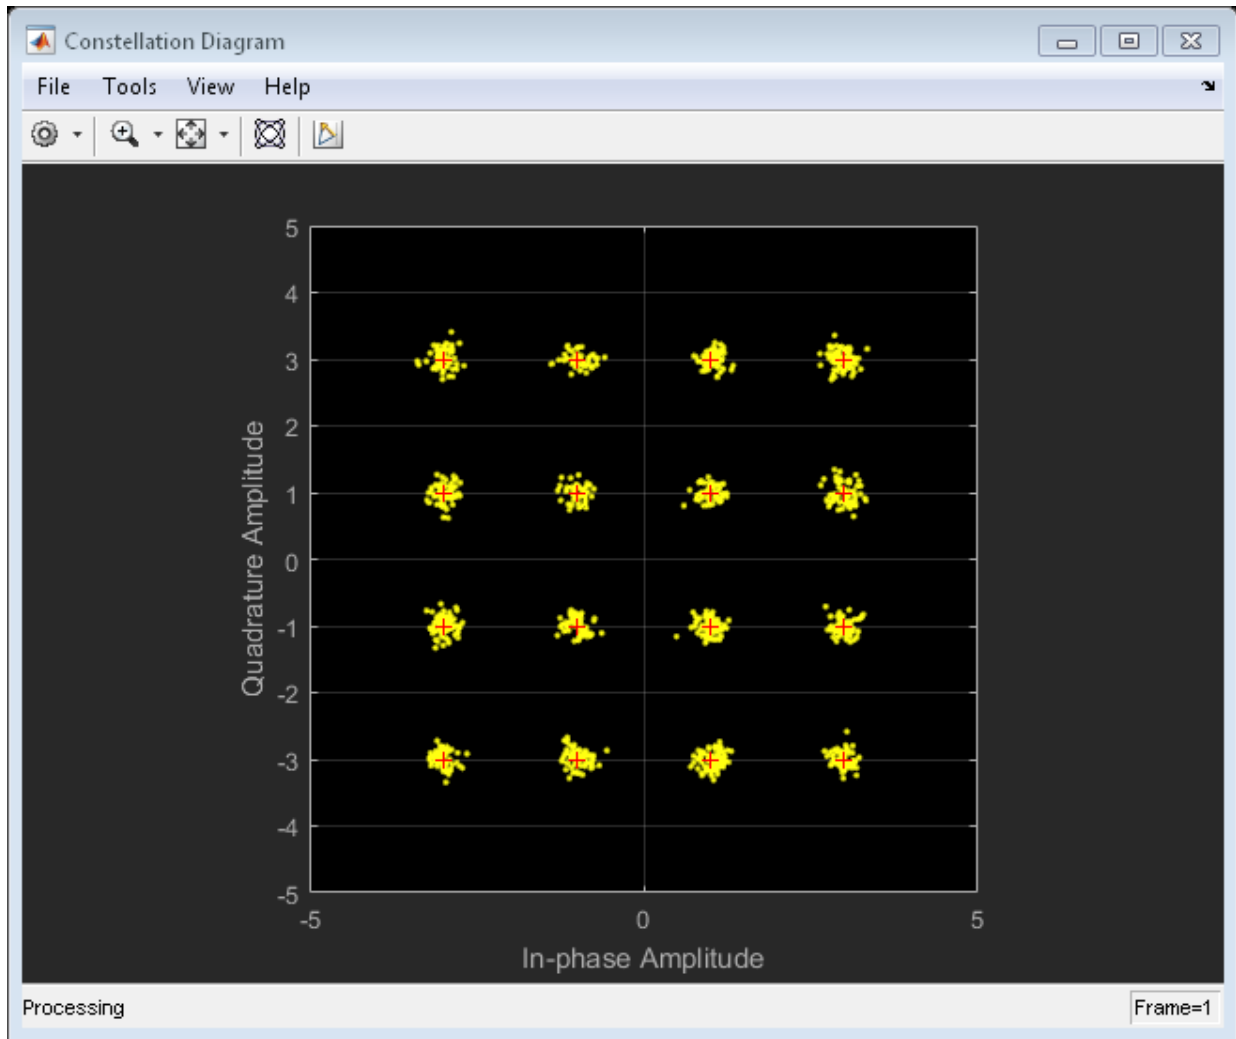 Constellation Diagram
File Tools View Help
5
4
3
2
1
0
-1
-2
-3
-4
-5
Quadrature Amplitude
-5 0 5
In-phase Amplitude
Processing Frame=1